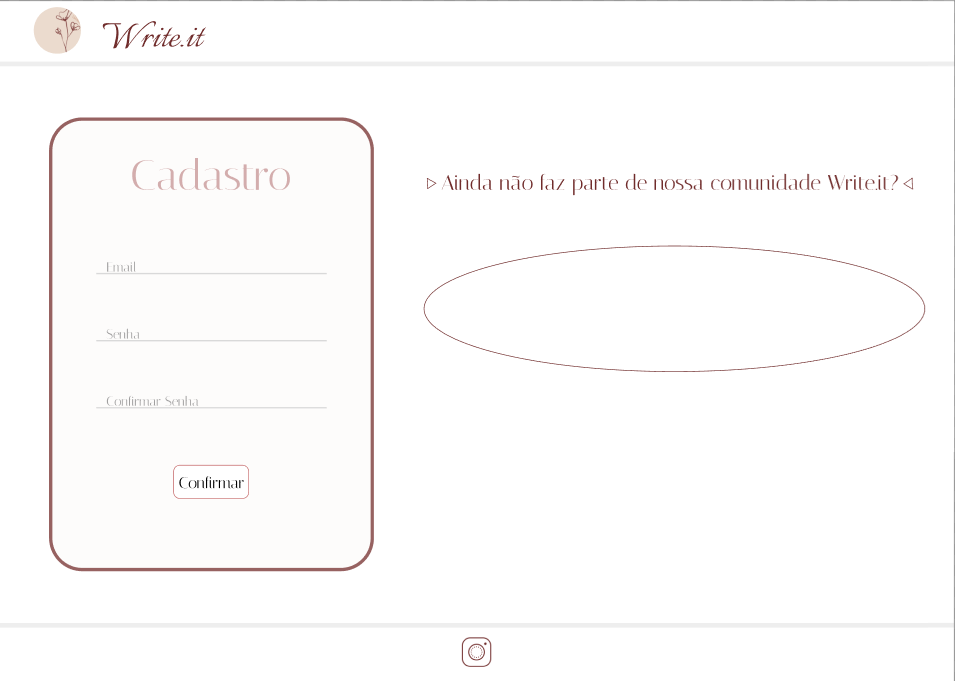 Write.it
Cadastro
Email
Senha
Confirmar Senha
Confirmar
Ainda não faz parte de nossa comunidade Write.it?